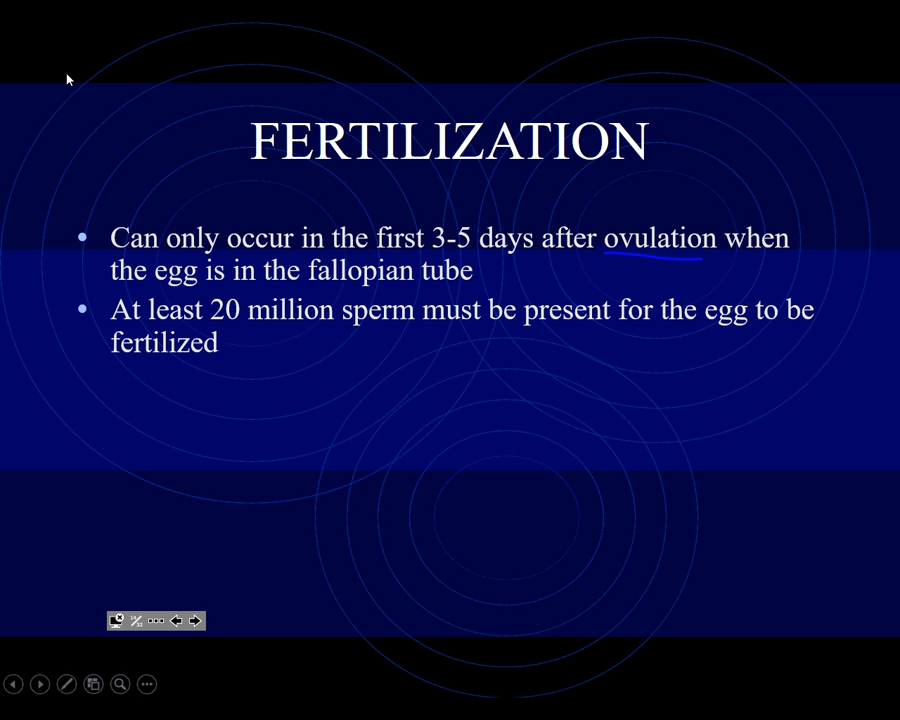 FERTILIZATION
Can only occur in the first 3-5 days after ovulation when
the egg is in the fallopian tube
At least 20 million sperm must be present for the egg to be
fertilized